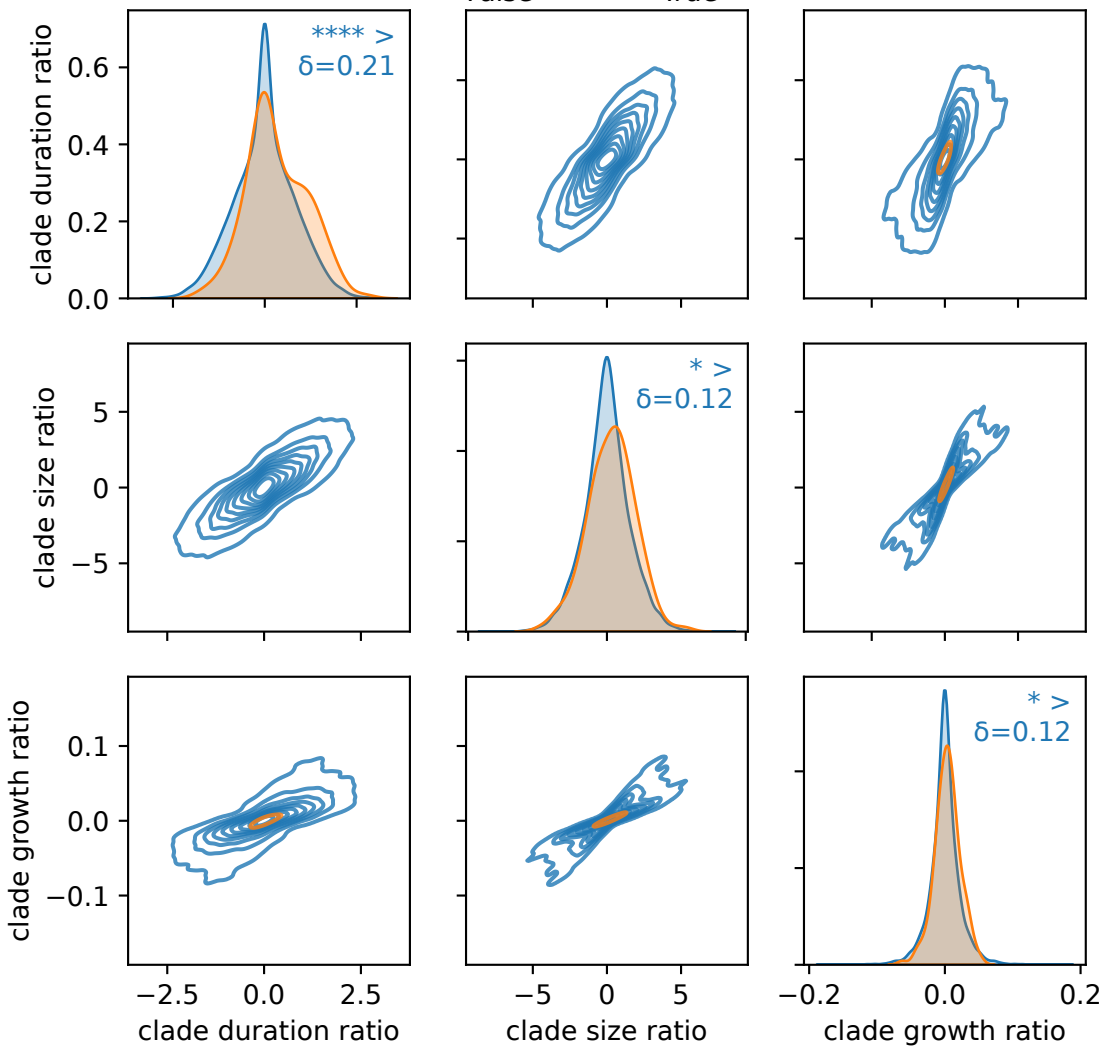 **** >
δ=0.21
clade duration ratio
0.6
0.4
0.2
0.0
* >
δ=0.12
clade size ratio
5
0
−5
* >
δ=0.12
clade growth ratio
0.1
0.0
−0.1
−2.5 0.0 2.5
−5 0 5
−0.2 0.0 0.2
clade duration ratio
clade size ratio
clade growth ratio